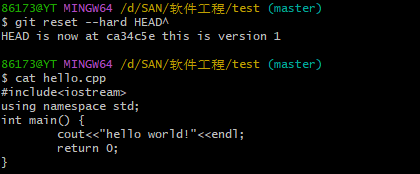 86173@YT MINGW64 /d/SAN/软件工程/test (master)
$ git reset --hard HEAD^
HEAD is now at ca34c5e this is version 1
86173@YT MINGW64 /d/SAN/软件工程/test (master)
$ cat hello.cpp
#include<iostream>
using namespace std;
int main() {
        cout<<"hello world!"<<endl;
        return 0;
}